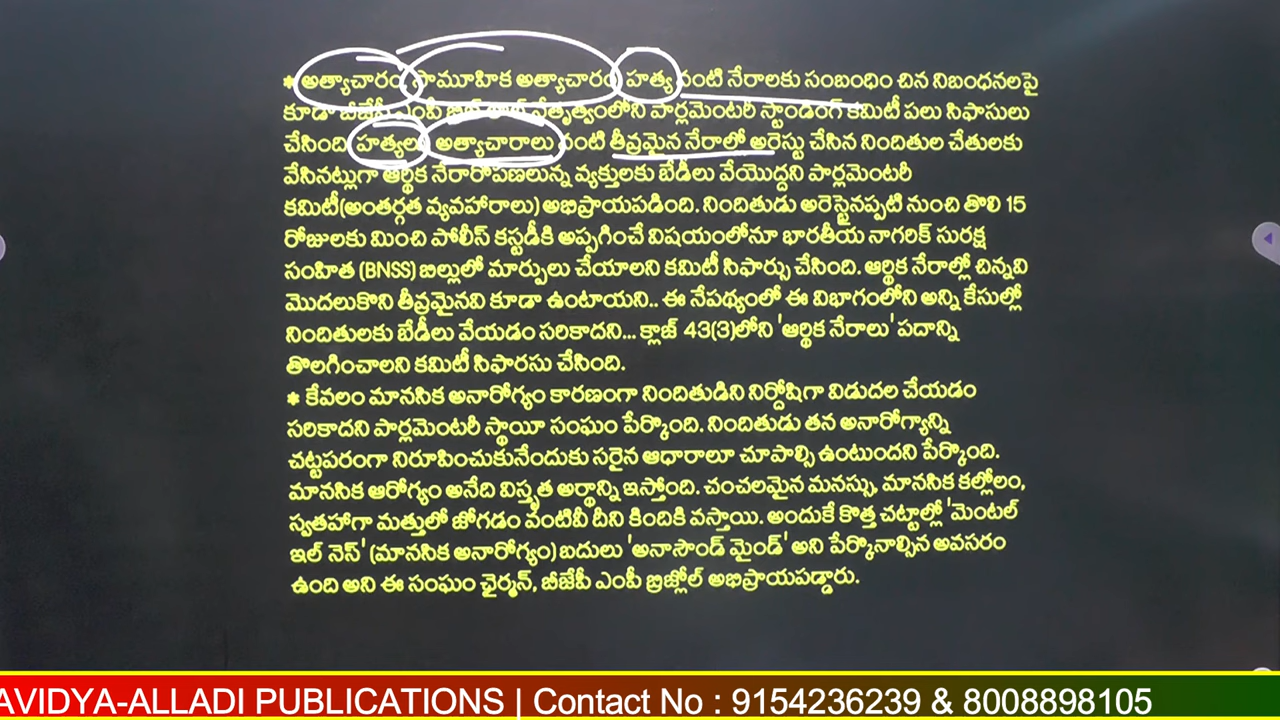 * అత్యాచారం సామూహిక అత్యాచారం హత్య వంటి నేరాలకు సంబంధిం చిన నిబంధనలపై
కూడా బీజేపీ ఎంపీ నేతృత్వంలోని పార్లమెంటరీ స్టాండింగ్ కమిటీ పలు సిఫాసులు
చేసింది హత్యలు అత్యాచారాలు వంటి తీవ్రమైన నేరాలో అరెస్టు చేసిన నిందితుల చేతులకు
వేసినట్లుగా ఆర్థిక నేరారోపణలున్న వ్యక్తులకు బేడీలు వేయొద్దని పార్లమెంటరీ
కమిటీ(అంతర్గత వ్యవహారాలు) అభిప్రాయపడింది. నిందితుడు అరెస్టైనప్పటి నుంచి తొలి 15
రోజులకు మించి పోలీస్ కస్టడీకి అప్పగించే విషయంలోనూ భారతీయ నాగరిక్ సురక్ష
సంహిత (BNSS) బిల్లులో మార్పులు చేయాలని కమిటీ సిఫార్సు చేసింది. ఆర్థిక నేరాల్లో చిన్నవి
మొదలుకొని తీవ్రమైనవి కూడా ఉంటాయని.. ఈ నేపథ్యంలో ఈ విభాగంలోని అన్ని కేసుల్లో
నిందితులకు బేడీలు వేయడం సరికాదని... క్లాజ్ 43(3)లోని 'ఆర్థిక నేరాలు' పదాన్ని
తొలగించాలని కమిటీ సిఫారసు చేసింది.
* కేవలం మానసిక అనారోగ్యం కారణంగా నిందితుడిని నిర్దోషిగా విడుదల చేయడం
సరికాదని పార్లమెంటరీ స్థాయీ సంఘం పేర్కొంది. నిందితుడు తన అనారోగ్యాన్ని
చట్టపరంగా నిరూపించుకునేందుకు సరైన ఆధారాలూ చూపాల్సి ఉంటుందని పేర్కొంది.
మానసిక ఆరోగ్యం అనేది విస్తృత అర్థాన్ని ఇస్తోంది. చంచలమైన మనస్సు, మానసిక కల్లోలం,
స్వతహాగా మత్తులో జోగడం వంటివీ దీని కిందికి వస్తాయి. అందుకే కొత్త చట్టాల్లో 'మెంటల్
ఇల్ నెస్' (మానసిక అనారోగ్యం) బదులు 'అనాసౌండ్ మైండ్' అని పేర్కొనాల్సిన అవసరం
ఉంది అని ఈ సంఘం ఛైర్మన్, బీజేపీ ఎంపీ బ్రిజ్లోల్ అభిప్రాయపడ్డారు.
AVIDYA-ALLADI PUBLICATIONS | Contact No : 9154236239 & 8008898105